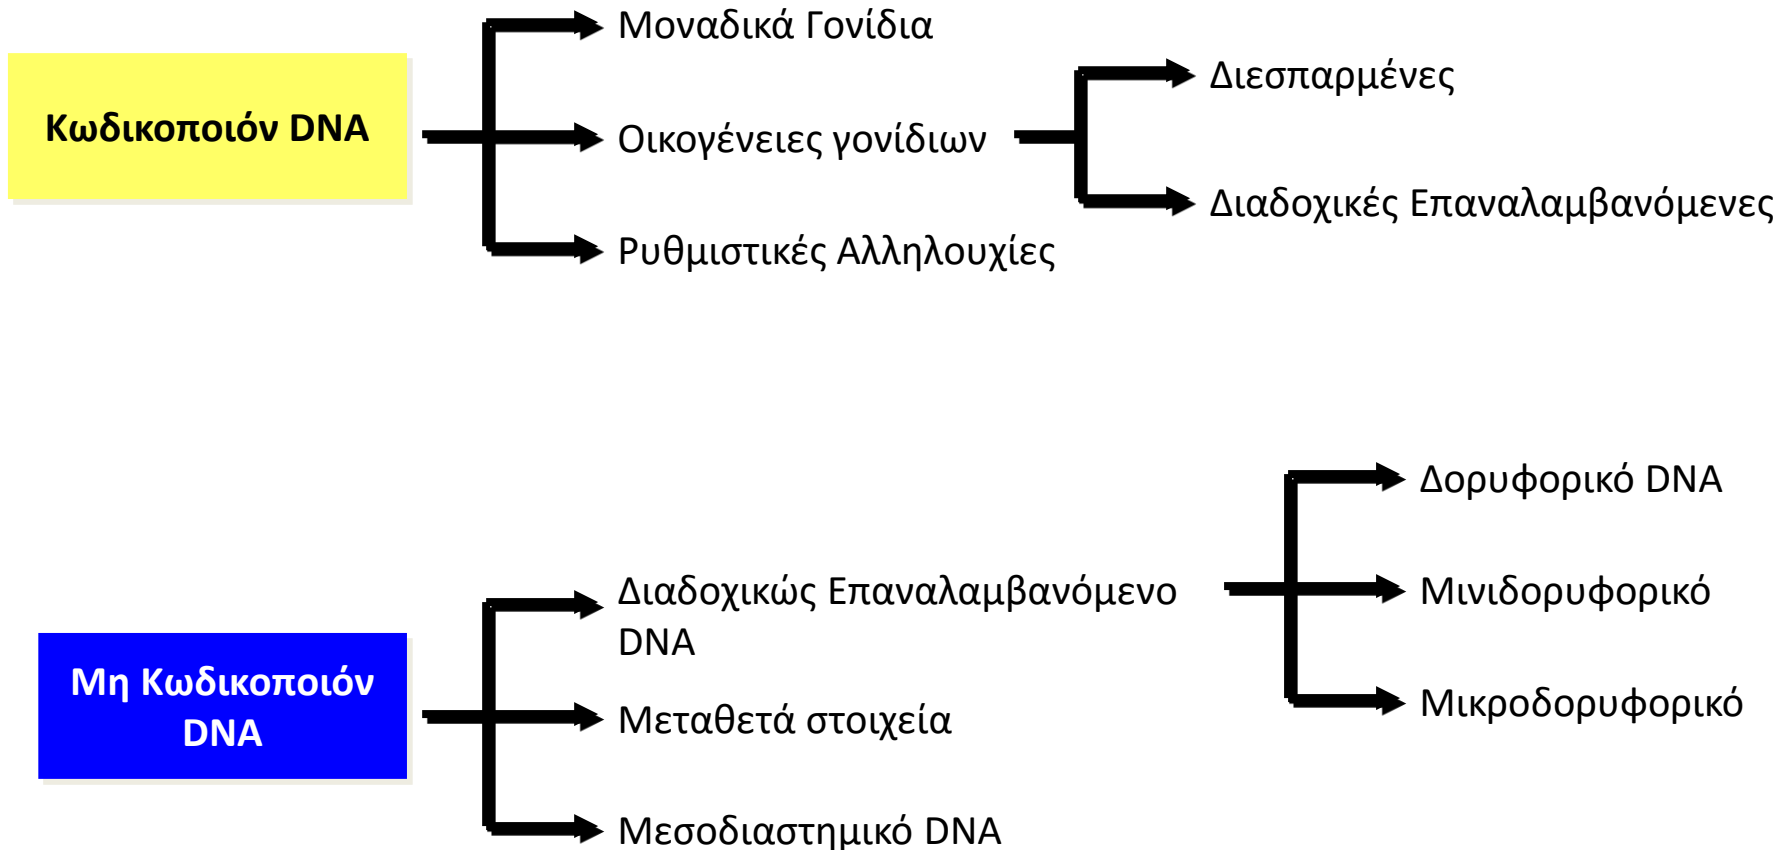 Κωδικοποιόν DNA
Μοναδικά Γονίδια
Οικογένειες γονίδιων
Διεσπαρμένες
Διαδοχικές Επαναλαμβανόμενες
Ρυθμιστικές Αλληλουχίες
Μη Κωδικοποιόν
DNA
Διαδοχικώς Επαναλαμβανόμενο
DNA
Δορυφορικό DNA
Μινιδορυφορικό
Μικροδορυφορικό
Μεταθετά στοιχεία
Μεσοδιαστημικό DNA